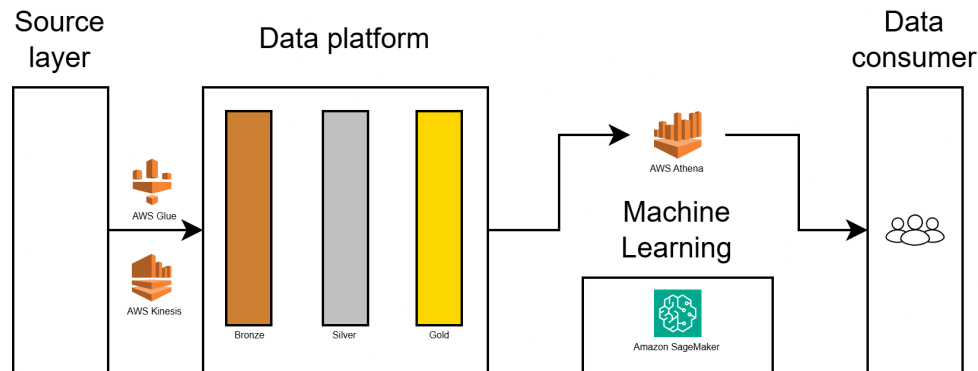 Source
layer
Data platform
Data
consumer
AWS Glue
AWS Kinesis
Bronze
Silver
Gold
AWS Athena
Machine
Learning
Amazon SageMaker